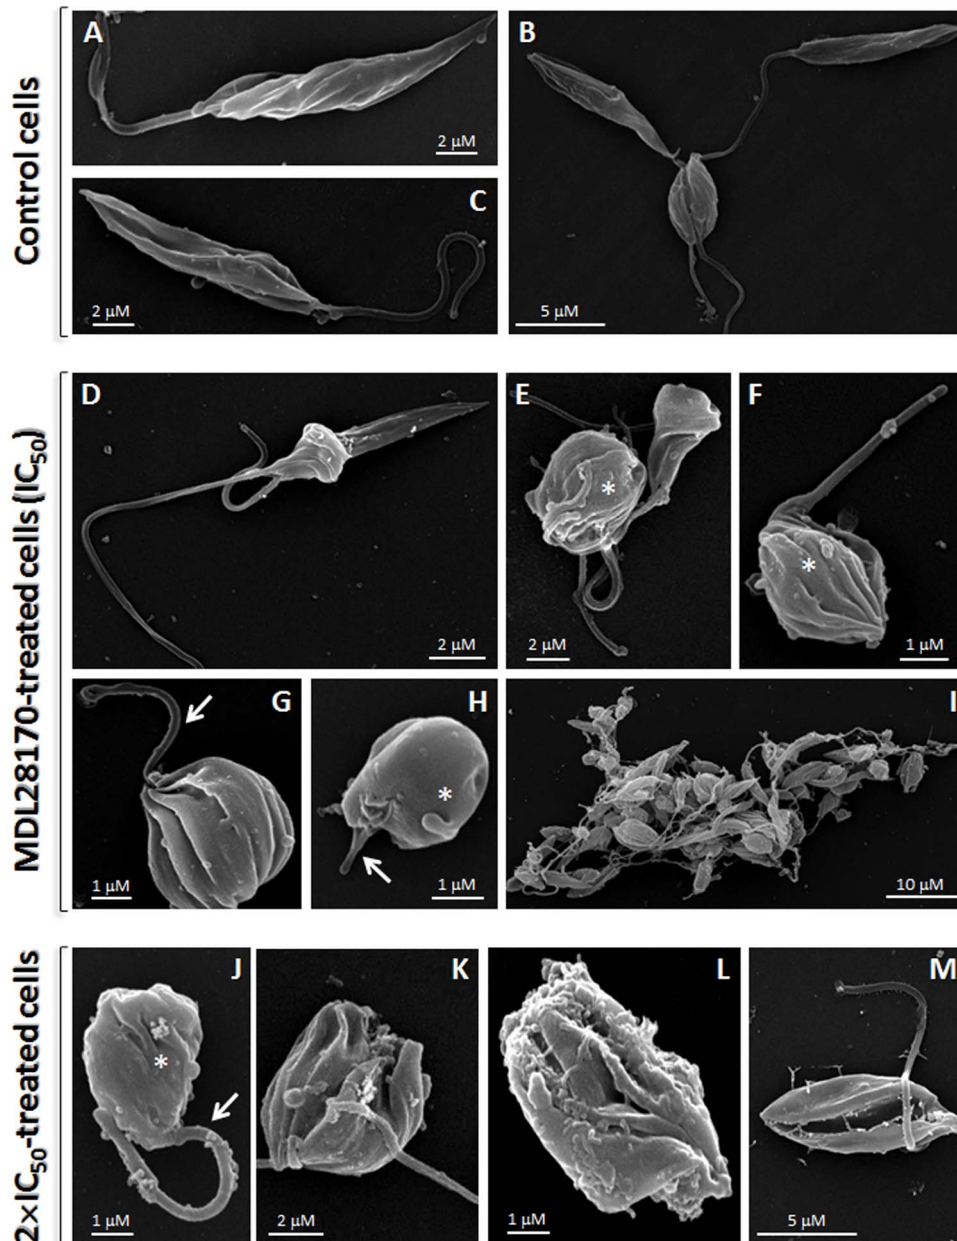 Control cells
A
2 μM
B
5 μM
C
2 μM
MDL28170-treated cells (IC50)
D
2 μM
E
*
2 μM
F
*
1 μM
G
1 μM
H
*
1 μM
I
10 μM
2×IC50-treated cells
J
*
1 μM
K
2 μM
L
1 μM
M
5 μM